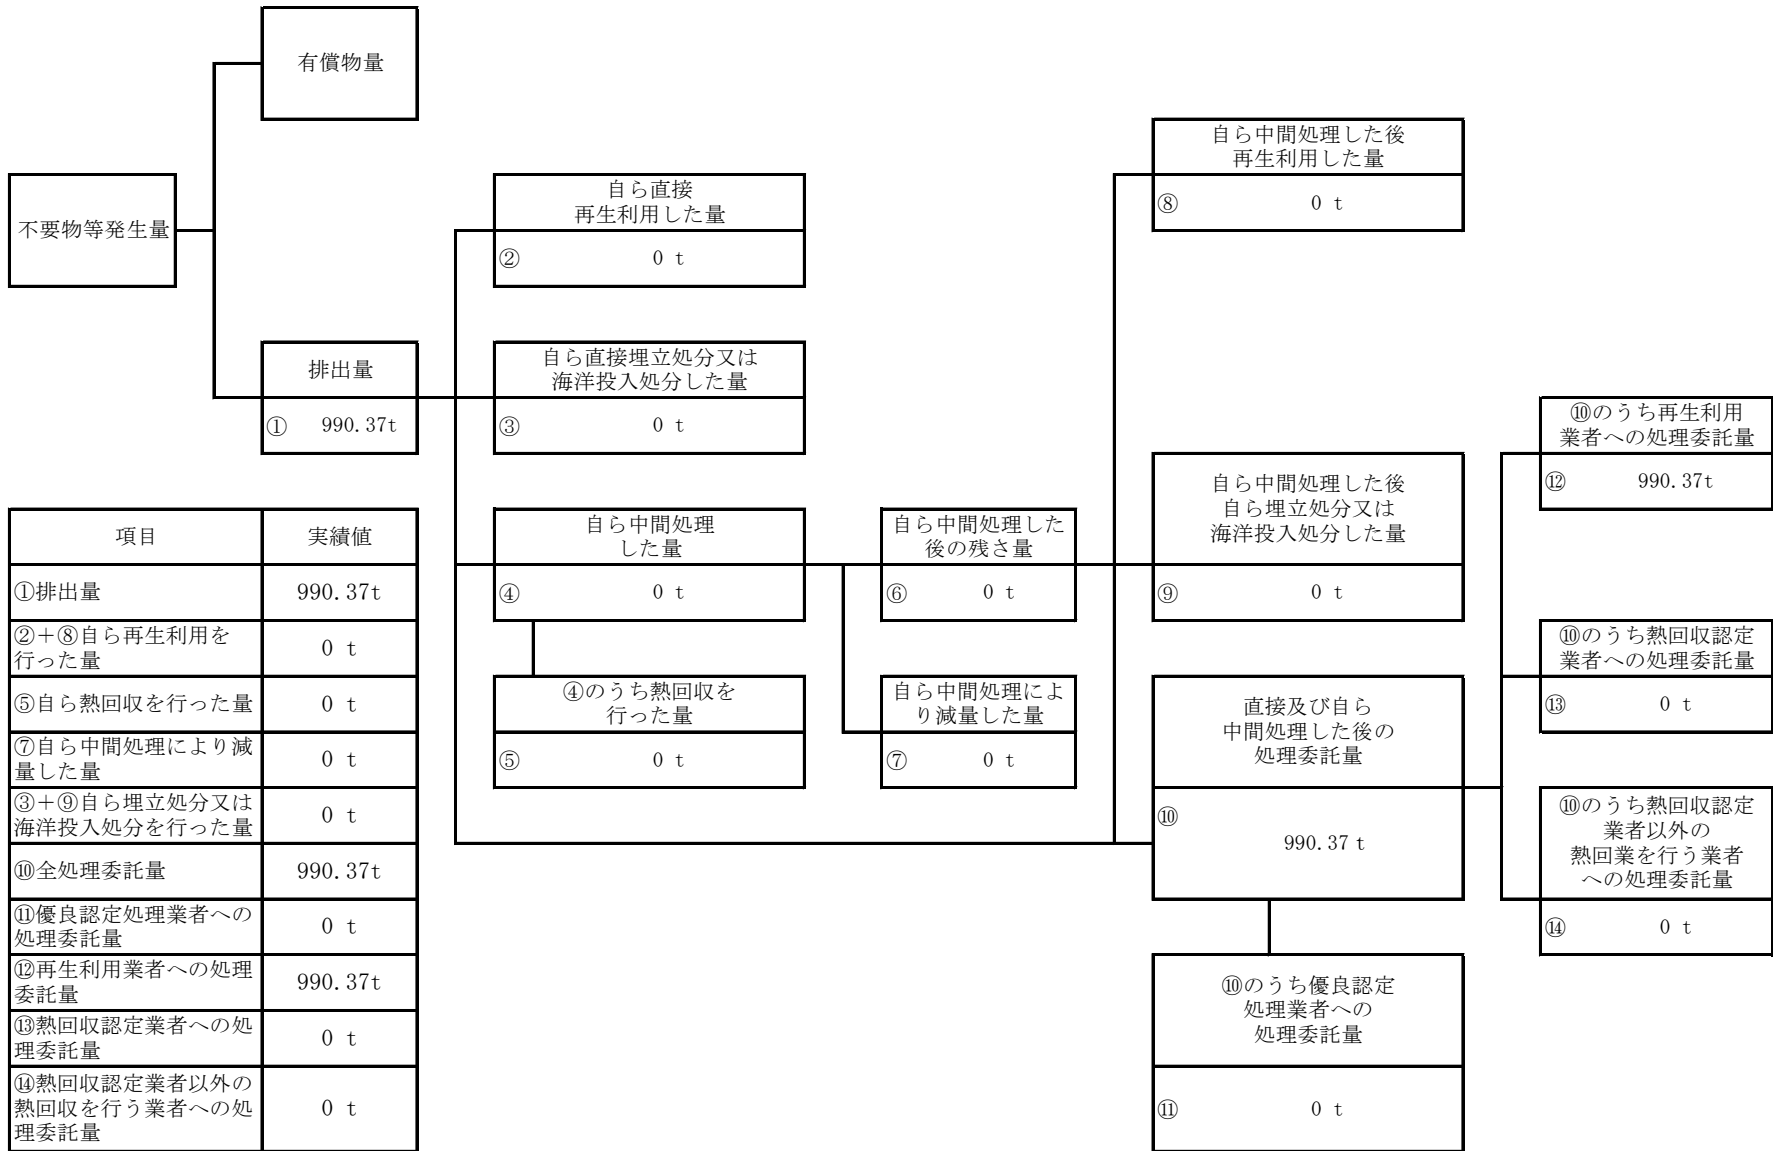 有償物量
不要物等発生量
排出量
① 990.37t
自ら直接
再生利用した量
② 0 t
自ら直接埋立処分又は
海洋投入処分した量
③ 0 t
自ら中間処理
した量
④ 0 t
④のうち熱回収を
行った量
⑤ 0 t
自ら中間処理した
後の残さ量
⑥ 0 t
自ら中間処理によ
り減量した量
⑦ 0 t
自ら中間処理した後
再生利用した量
⑧ 0 t
自ら中間処理した後
自ら埋立処分又は
海洋投入処分した量
⑨ 0 t
直接及び自ら
中間処理した後の
処理委託量
⑩
990.37 t
⑩のうち優良認定
処理業者への
処理委託量
⑪ 0 t
⑩のうち再生利用
業者への処理委託量
⑫ 990.37t
⑩のうち熱回収認定
業者への処理委託量
⑬ 0 t
⑩のうち熱回収認定
業者以外の
熱回業を行う業者
への処理委託量
⑭ 0 t
項目 実績値
①排出量 990.37t
②＋⑧自ら再生利用を
行った量 0 t
⑤自ら熱回収を行った量 0 t
⑦自ら中間処理により減
量した量 0 t
③＋⑨自ら埋立処分又は
海洋投入処分を行った量 0 t
⑩全処理委託量 990.37t
⑪優良認定処理業者への
処理委託量 0 t
⑫再生利用業者への処理
委託量 990.37t
⑬熱回収認定業者への処
理委託量 0 t
⑭熱回収認定業者以外の
熱回収を行う業者への処
理委託量 0 t